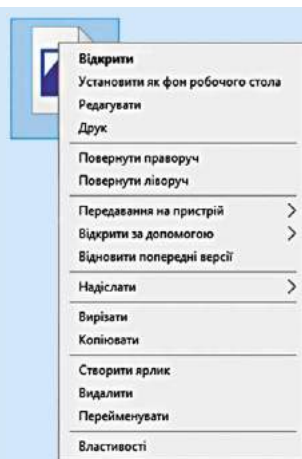 Відкрити
Установити як фон робочого стола
Редагувати
Друк
Повернути праворуч
Повернути ліворуч
Передавання на пристрій
Відкрити за допомогою
Відновити попередні версії
Надіслати
Вирізати
Копіювати
Створити ярлик
Видалити
Перейменувати
Властивості